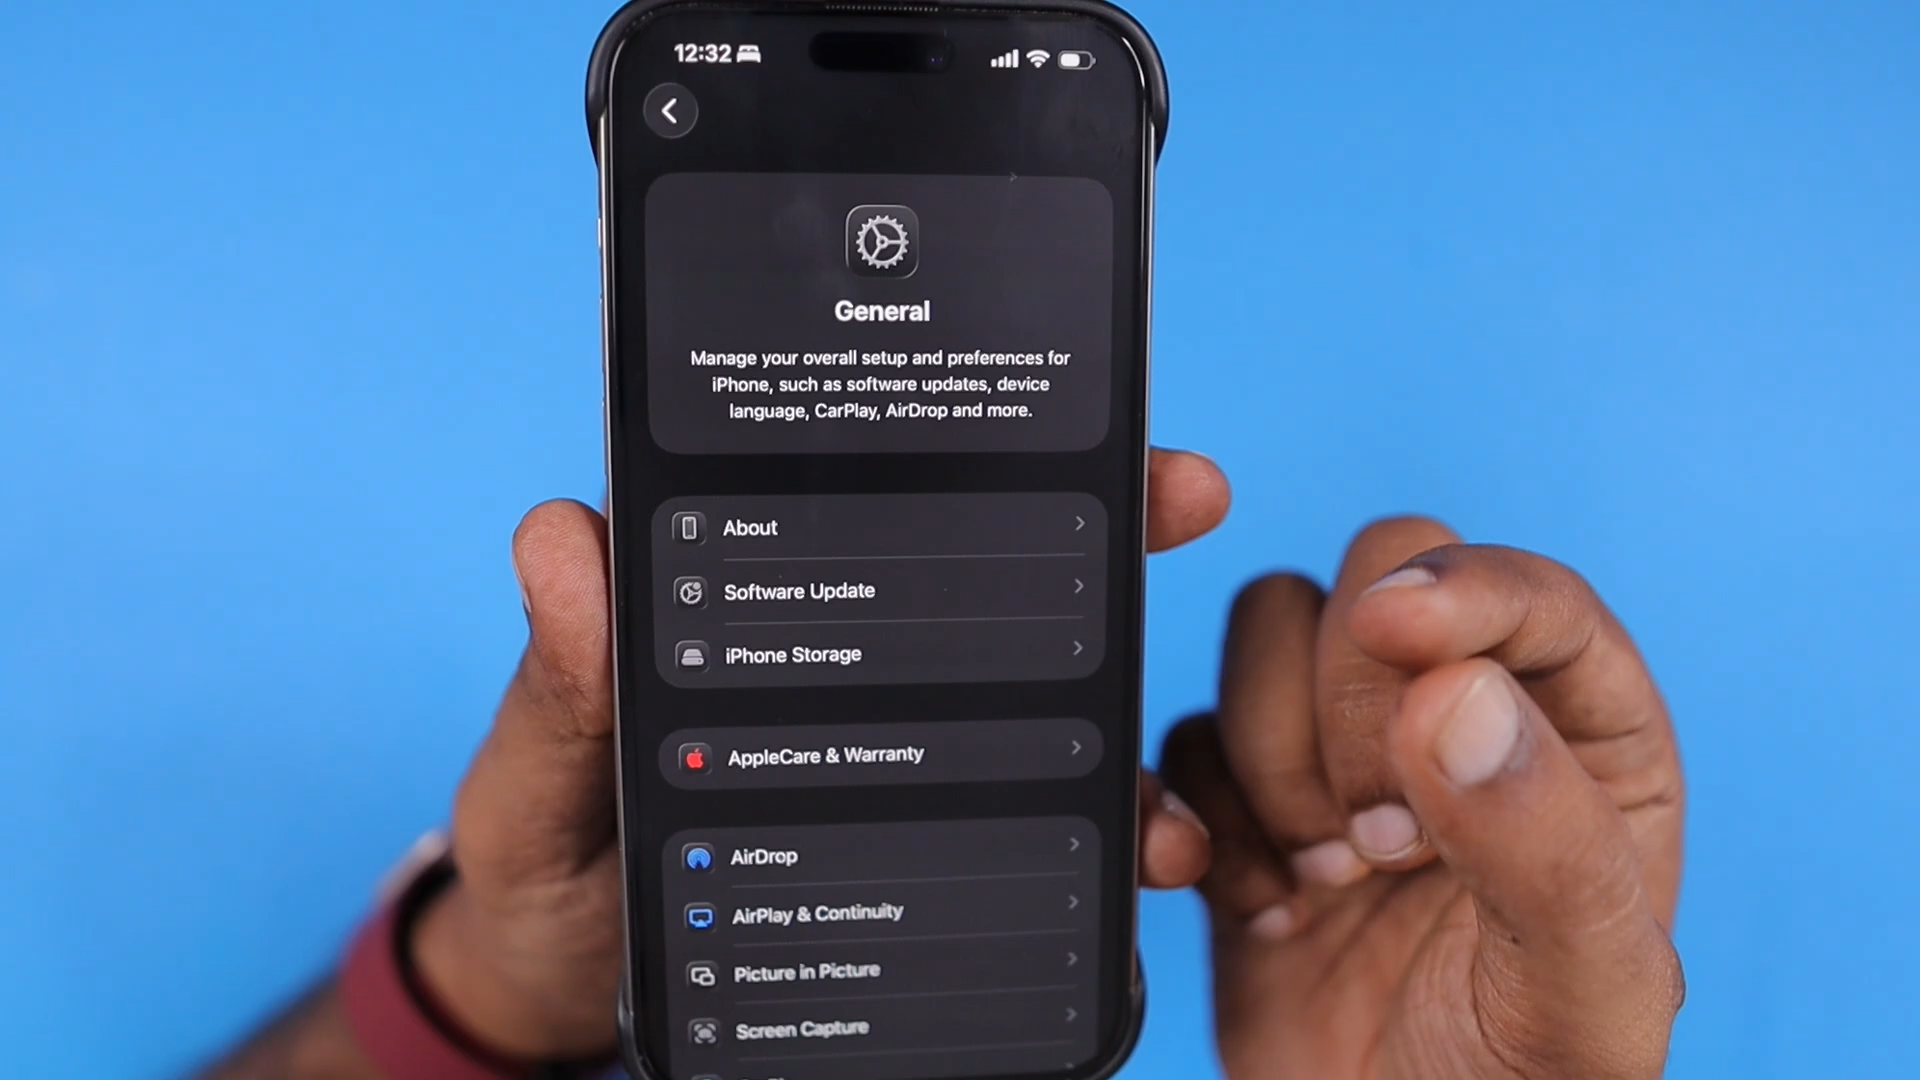 12:32
General
Manage your overall setup and preferences for
iPhone, such as software updates, device
language, CarPlay, AirDrop and more.
About
Software Update
iPhone Storage
AppleCare & Warranty
AirDrop
AirPlay & Continuity
Picture in Picture
Screen Capture